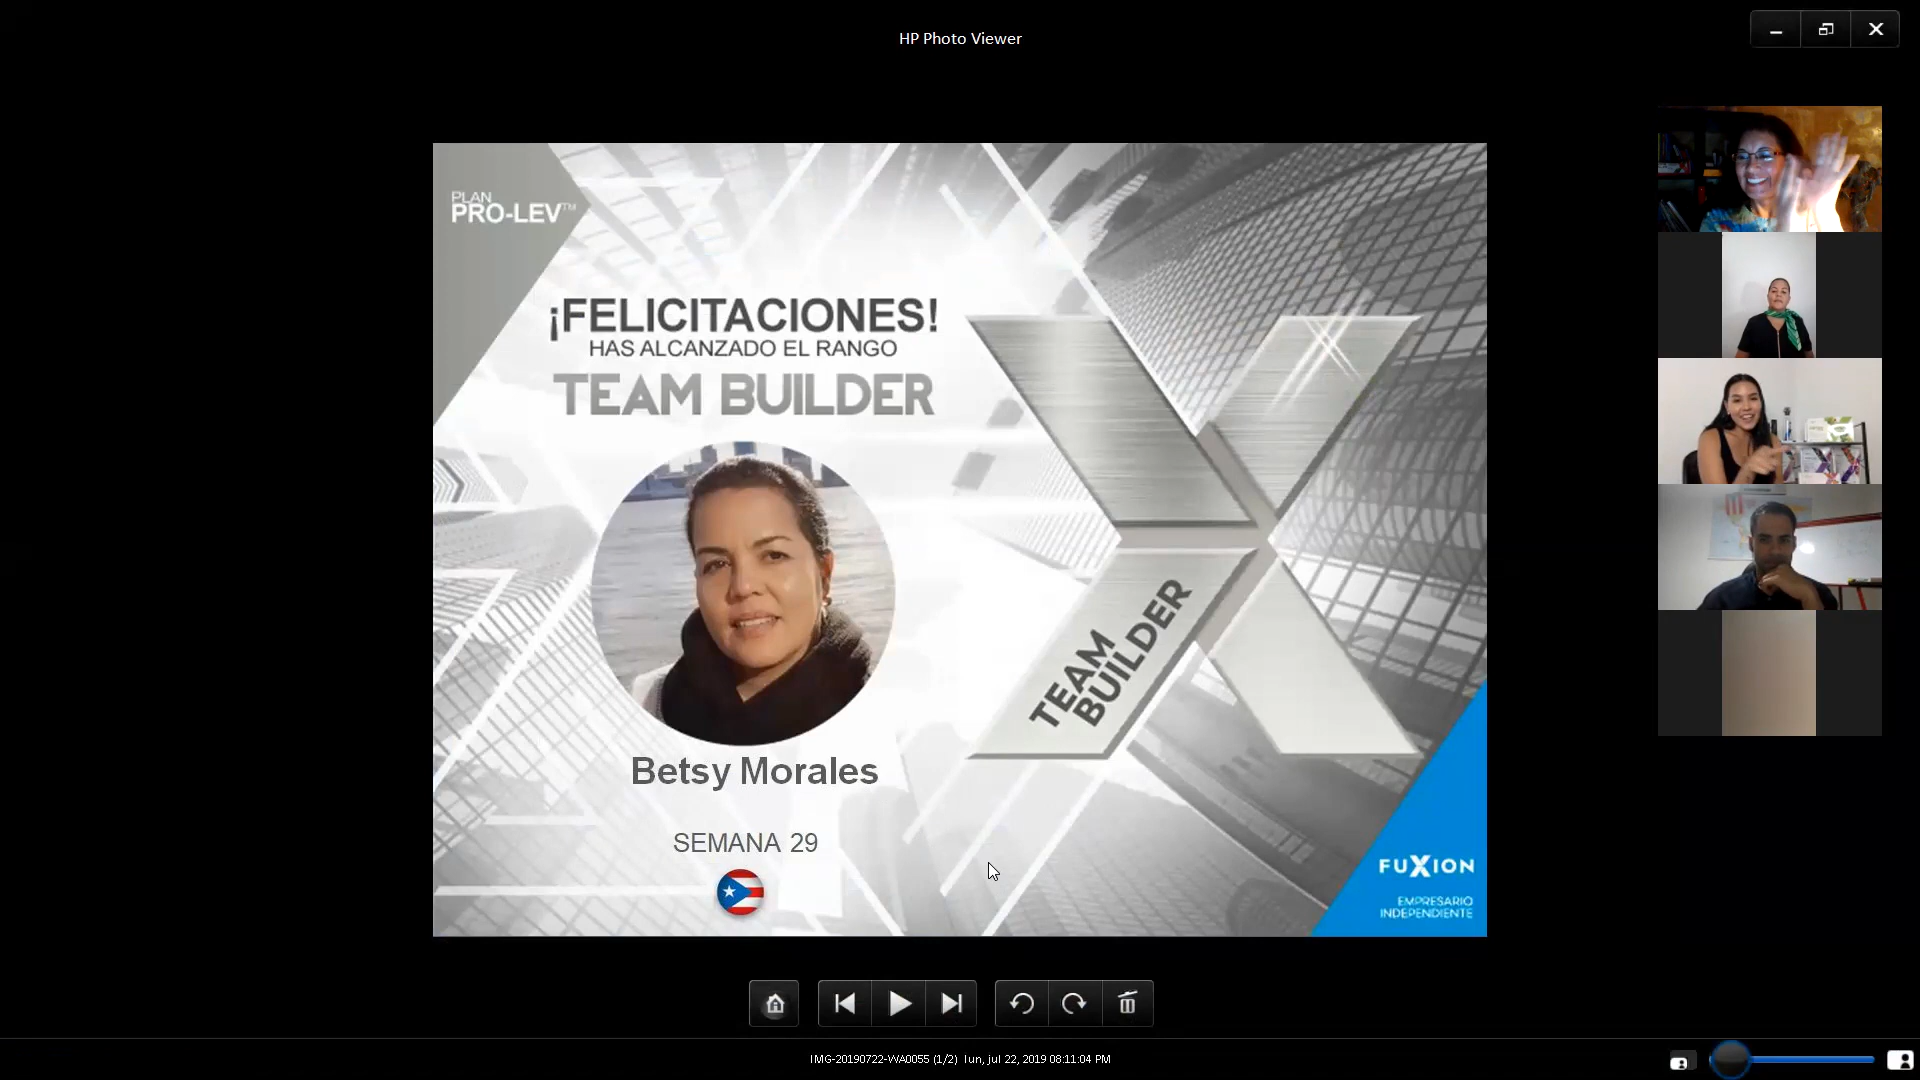 HP Photo Viewer
PLAN
PRO-LEV™
¡FELICITACIONES!
HAS ALCANZADO EL RANGO
TEAM BUILDER
TEAM
BUILDER
Betsy Morales
SEMANA 29
FUXION
EMPRESARIO
INDEPENDIENTE
IMG-20190722-WA0055 (1/2) lun, jul 22, 2019 08:11:04 PM